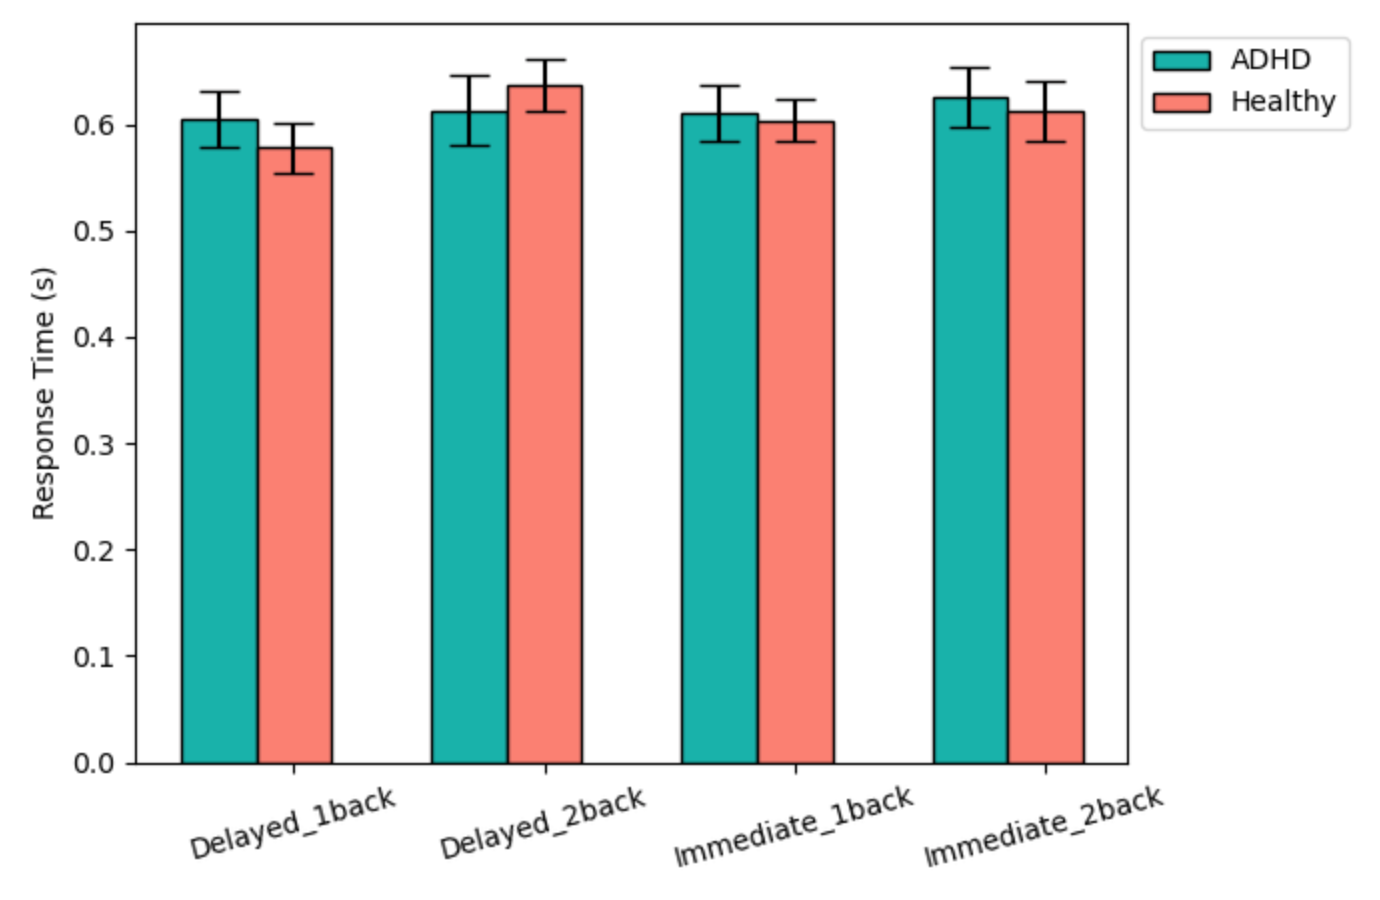 ADHD
Healthy
Response Time (s)
0.6
0.5
0.4
0.3
0.2
0.1
0.0
Delayed_1back
Delayed_2back
Immediate_1back
Immediate_2back